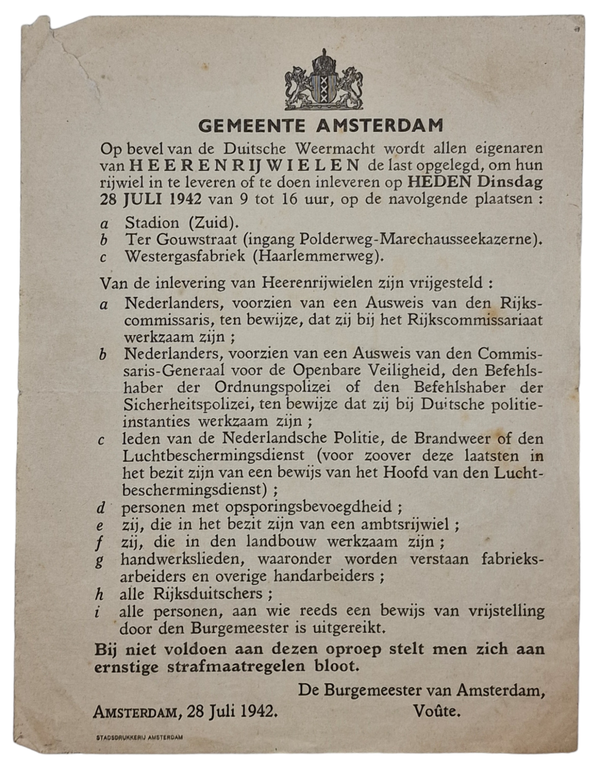 GEMEENTE AMSTERDAM
Op bevel van de Duitsche Weermacht wordt allen eigenaren
van HEERENRIJWIELEN de last opgelegd, om hun
rijwiel in te leveren of te doen inleveren op HEDEN Dinsdag
28 JULI 1942 van 9 tot 16 uur, op de navolgende plaatsen :
a Stadion (Zuid).
b Ter Gouwstraat (ingang Polderweg-Marechausseekazerne).
c Westergasfabriek (Haarlemmerweg).
Van de inlevering van Heerenrijwielen zijn vrijgesteld :
a Nederlanders, voorzien van een Ausweis van den Rijks-
commissaris, ten bewijze, dat zij bij het Rijkscommissariaat
werkzaam zijn ;
b Nederlanders, voorzien van een Ausweis van den Commis-
saris-Generaal voor de Openbare Veiligheid, den Befehls-
haber der Ordnungspolizei of den Befehlshaber der
Sicherheitspolizei, ten bewijze dat zij bij Duitsche politie-
instanties werkzaam zijn ;
c leden van de Nederlandsche Politie, de Brandweer of den
Luchtbeschermingsdienst (voor zoover deze laatsten in
het bezit zijn van een bewijs van het Hoofd van den Lucht-
beschermingsdienst) ;
d personen met opsporingsbevoegdheid ;
e zij, die in het bezit zijn van een ambtsrijwiel ;
f zij, die in den landbouw werkzaam zijn ;
g handwerkslieden, waaronder worden verstaan fabrieks-
arbeiders en overige handarbeiders ;
h alle Rijksduitschers ;
i alle personen, aan wie reeds een bewijs van vrijstelling
door den Burgemeester is uitgereikt.
Bij niet voldoen aan dezen oproep stelt men zich aan
ernstige strafmaatregelen bloot.
De Burgemeester van Amsterdam,
AMSTERDAM, 28 Juli 1942. Voûte.
STADSDRUKKERIJ AMSTERDAM